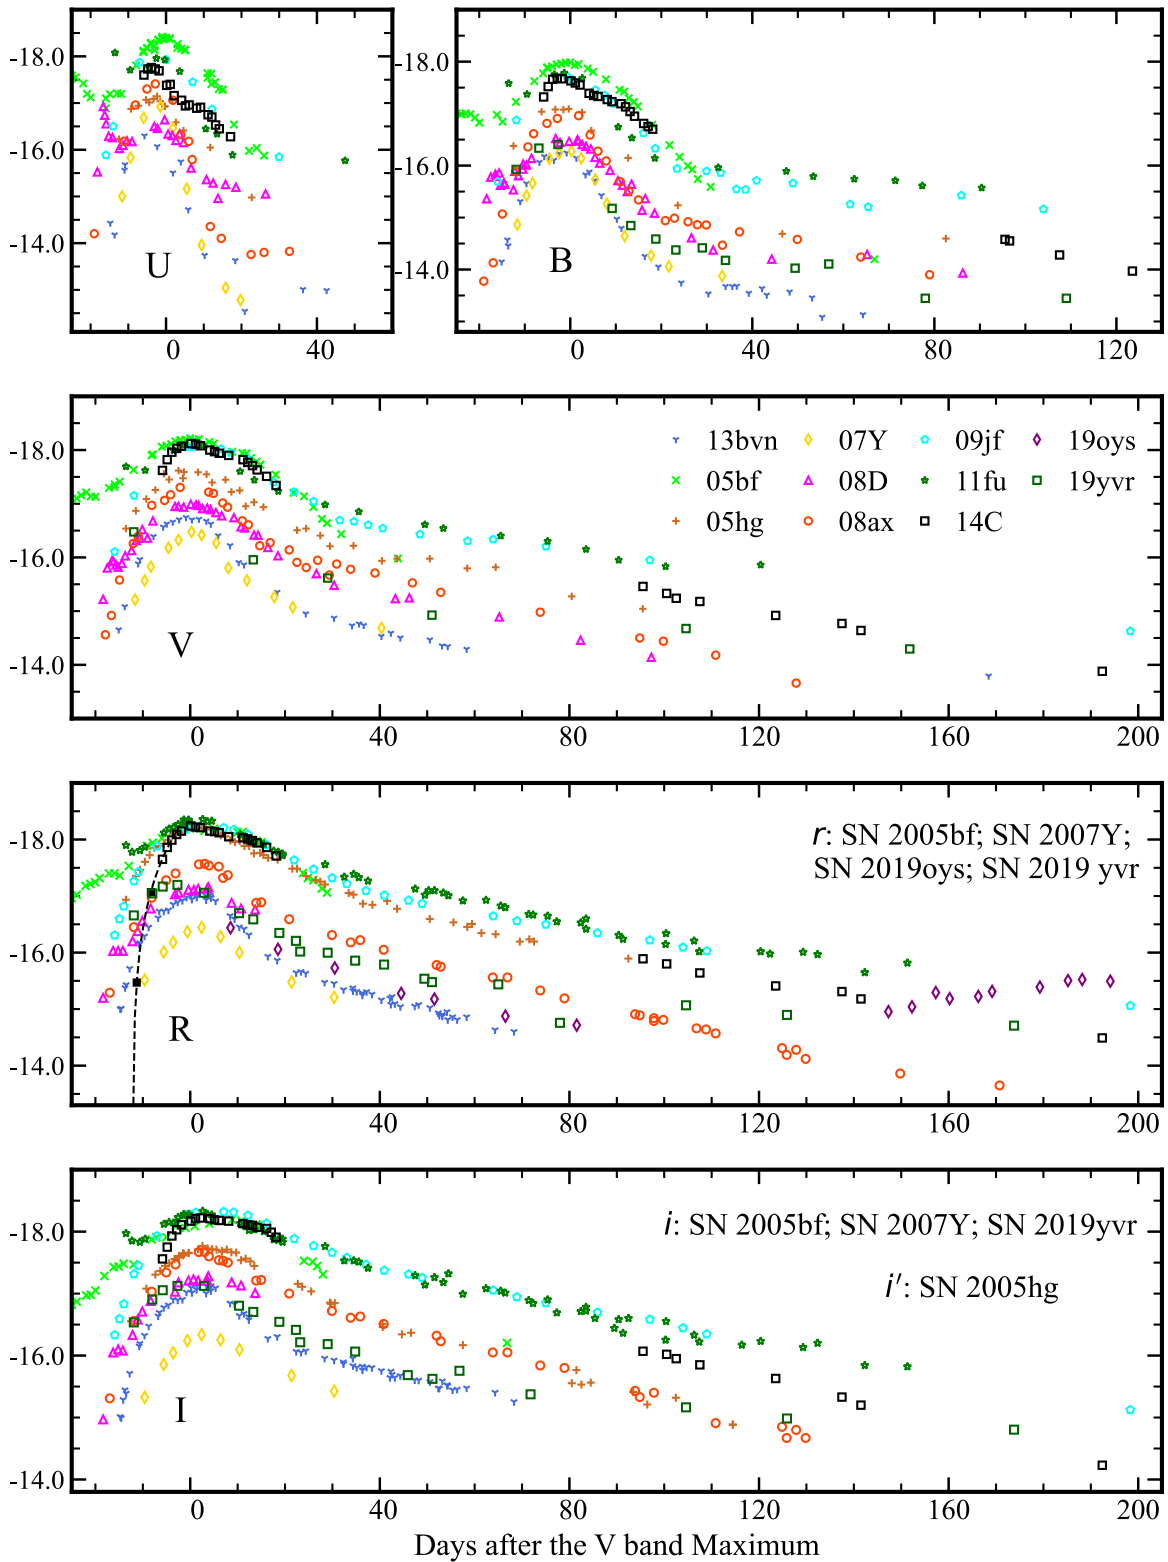 -18.0
-16.0
-14.0
U
0
40
-18.0
-16.0
-14.0
B
0
40
80
120
-18.0
-16.0
-14.0
V
13bvn
07Y
09jf
19oys
05bf
08D
11fu
19yvr
05hg
08ax
14C
0
40
80
120
160
200
-18.0
-16.0
-14.0
R
r: SN 2005bf; SN 2007Y;
SN 2019oys; SN 2019 yvr
0
40
80
120
160
200
-18.0
-16.0
-14.0
I
i: SN 2005bf; SN 2007Y; SN 2019yvr
i': SN 2005hg
0
40
80
120
160
200
Days after the V band Maximum